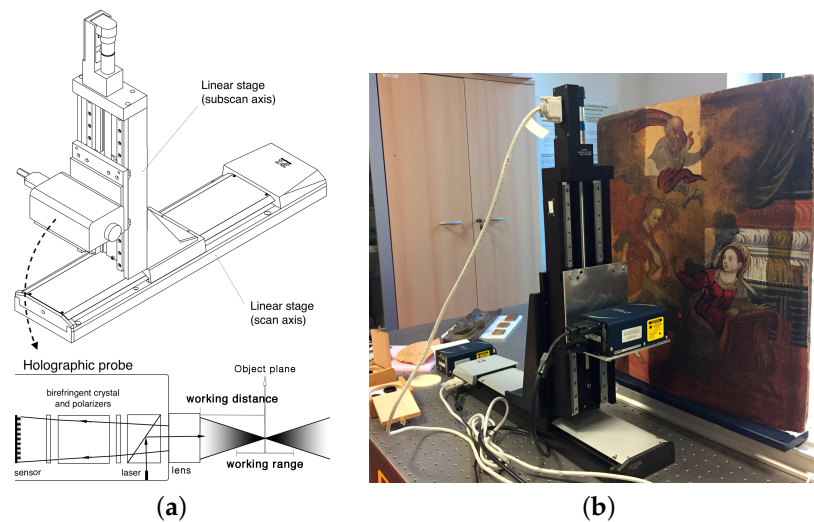 Linear stage
(subscan axis)
Linear stage
(scan axis)
Holographic probe
Object plane
birefringent crystal
and polarizers
working distance
sensor
laser
lens
working range
(a)
(b)